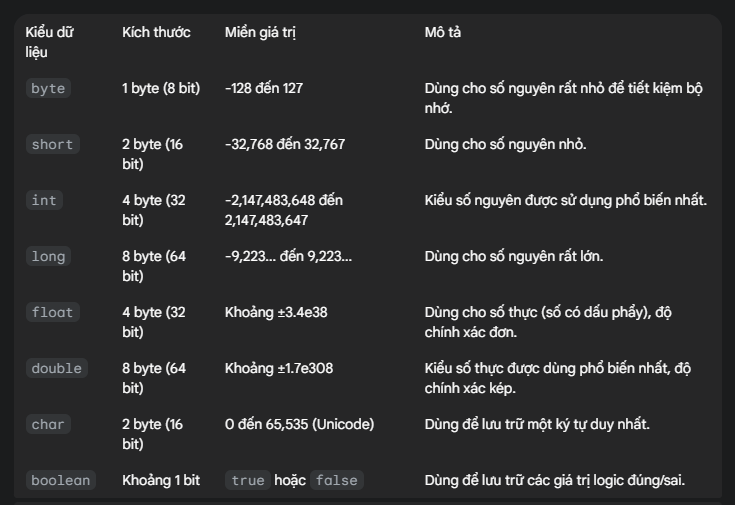 Kiểu dữ liệu Kích thước Miền giá trị Mô tả
byte 1 byte (8 bit) -128 đến 127 Dùng cho số nguyên rất nhỏ để tiết kiệm bộ nhớ.
short 2 byte (16 bit) -32,768 đến 32,767 Dùng cho số nguyên nhỏ.
int 4 byte (32 bit) -2,147,483,648 đến 2,147,483,647 Kiểu số nguyên được sử dụng phổ biến nhất.
long 8 byte (64 bit) -9,223... đến 9,223... Dùng cho số nguyên rất lớn.
float 4 byte (32 bit) Khoảng ±3.4e38 Dùng cho số thực (số có dấu phẩy), độ chính xác đơn.
double 8 byte (64 bit) Khoảng ±1.7e308 Kiểu số thực được dùng phổ biến nhất, độ chính xác kép.
char 2 byte (16 bit) 0 đến 65,535 (Unicode) Dùng để lưu trữ một ký tự duy nhất.
boolean Khoảng 1 bit true hoặc false Dùng để lưu trữ các giá trị logic đúng/sai.